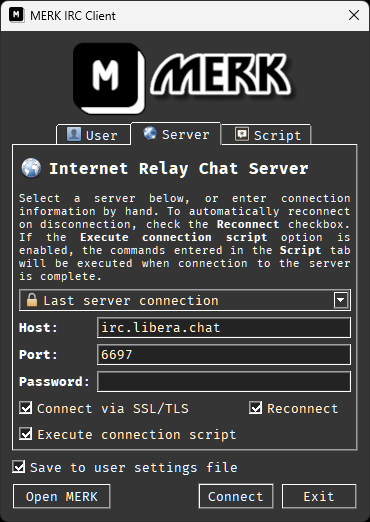 MERK IRC Client
M MERK
User Server Script
Internet Relay Chat Server
Select a server below, or enter connection
information by hand. To automatically reconnect
on disconnection, check the Reconnect checkbox.
If the Execute connection script option is
enabled, the commands entered in the Script tab
will be executed when connection to the server
is complete.
Last server connection
Host: irc.libera.chat
Port: 6697
Password:
Connect via SSL/TLS Reconnect
Execute connection script
Save to user settings file
Open MERK Connect Exit